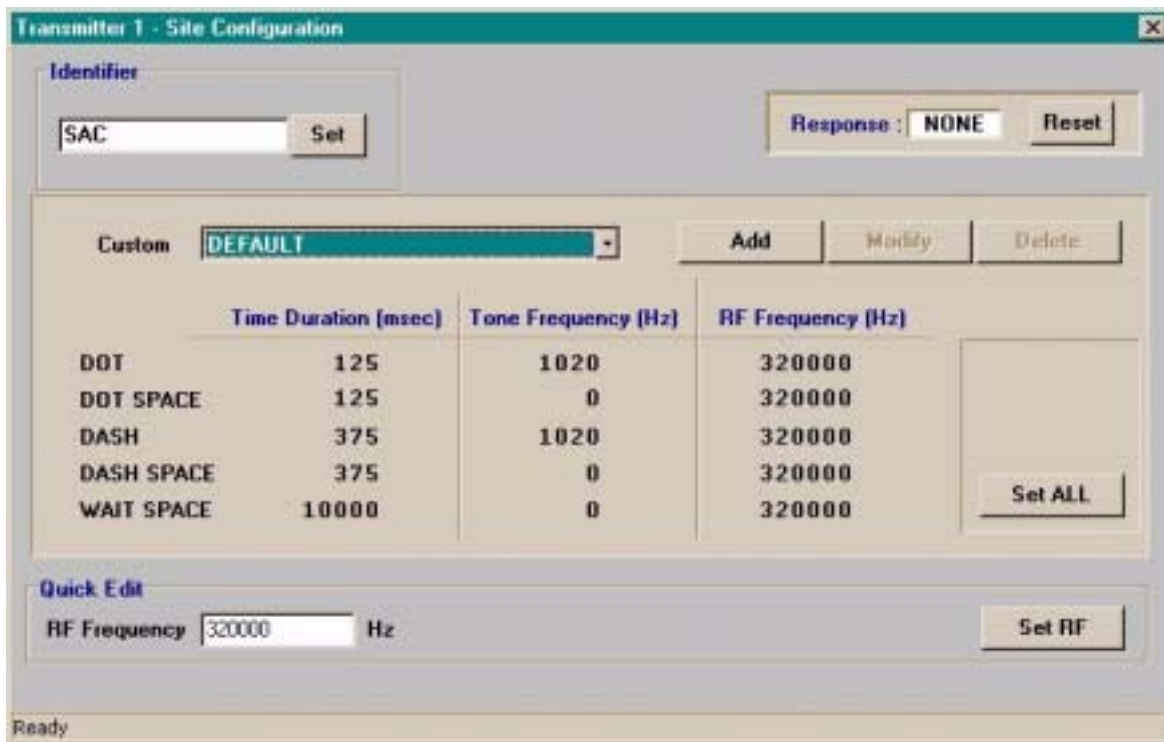 Transmitter 1 - Site Configuration
Identifier
SAC Set
Response : NONE Reset
Custom DEFAULT Add Modify Delete
Time Duration (msec) Tone Frequency (Hz) RF Frequency (Hz)
DOT 125 1020 320000
DOT SPACE 125 0 320000
DASH 375 1020 320000
DASH SPACE 375 0 320000
WAIT SPACE 10000 0 320000
Set ALL
Quick Edit
RF Frequency 320000 Hz Set RF
Ready